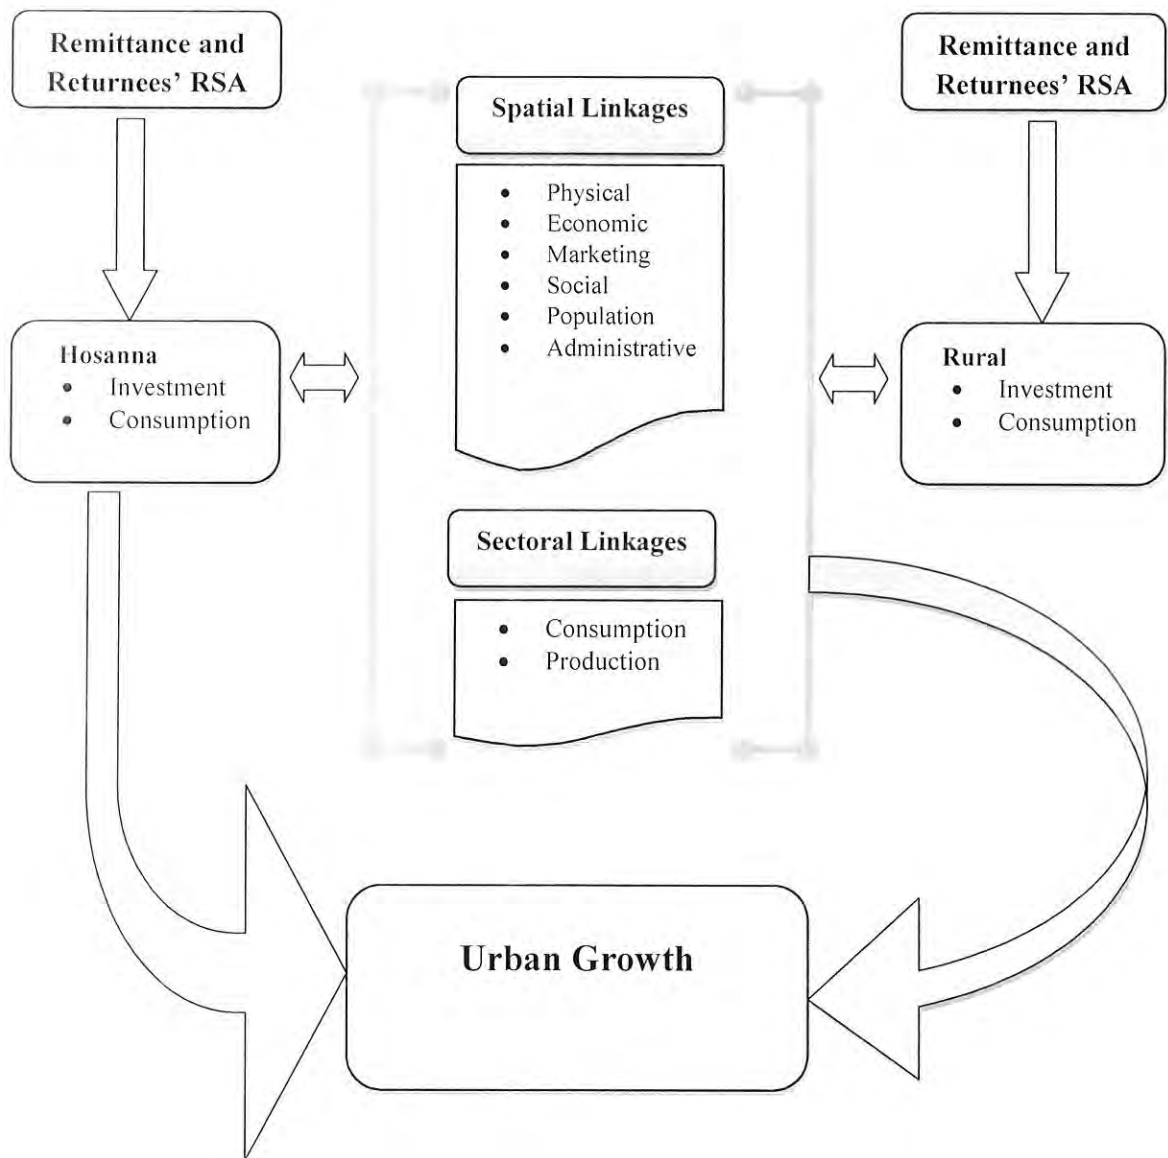 Remittance and
Returnees' RSA
Remittance and
Returnees' RSA
Spatial Linkages
• Physical
• Economic
• Marketing
• Social
• Population
• Administrative
Hosanna
• Investment
• Consumption
Rural
• Investment
• Consumption
Sectoral Linkages
• Consumption
• Production
Urban Growth